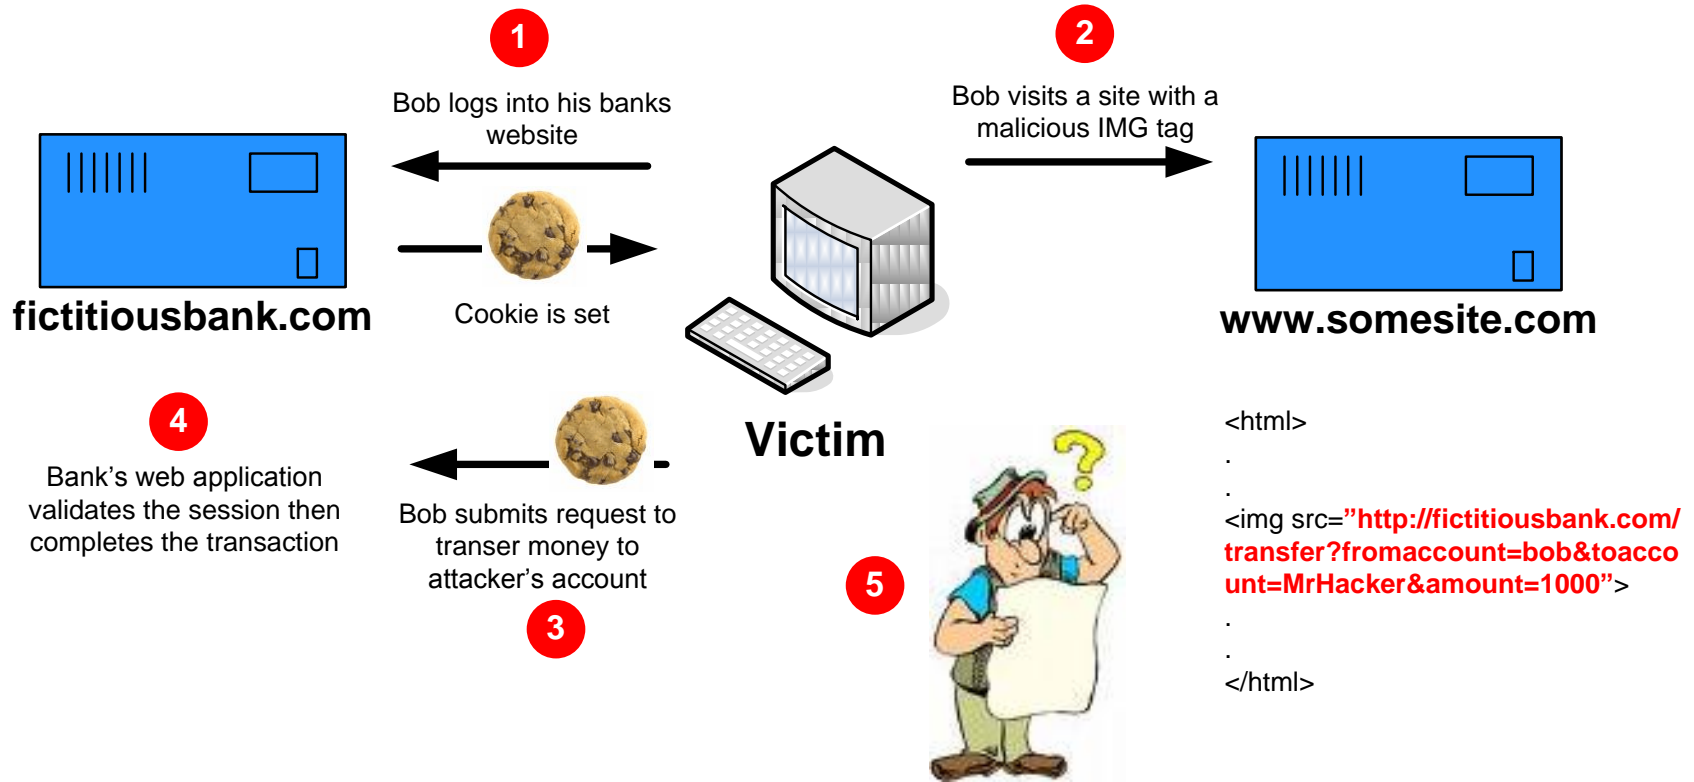 1
Bob logs into his banks
website
fictitiousbank.com
Cookie is set
2
Bob visits a site with a
malicious IMG tag
www.somesite.com
Victim
4
Bank’s web application
validates the session then
completes the transaction
Bob submits request to
transer money to
attacker’s account
3
5
<html>
.
.
<img src=”http://fictitiousbank.com/
transfer?fromaccount=bob&toacco
unt=MrHacker&amount=1000”>
.
.
</html>